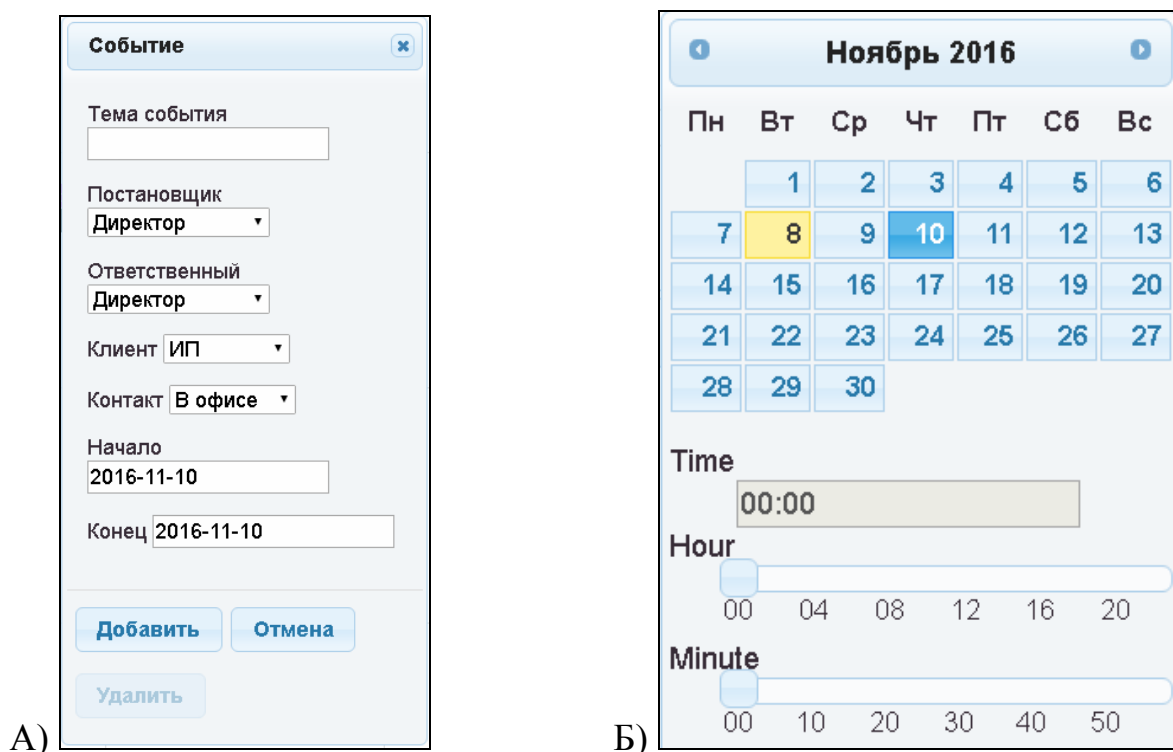 Событие
Тема события
Постановщик
Директор
Ответственный
Директор
Клиент ИП
Контакт В офисе
Начало
2016-11-10
Конец 2016-11-10
Добавить Отмена
Удалить
А)
Ноябрь 2016
Пн Вт Ср Чт Пт Сб Вс
1 2 3 4 5 6
7 8 9 10 11 12 13
14 15 16 17 18 19 20
21 22 23 24 25 26 27
28 29 30
Time
00:00
Hour
00 04 08 12 16 20
Minute
00 10 20 30 40 50
Б)